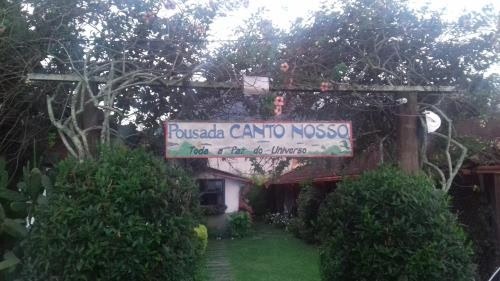 Pousada CANTO NOSSO
Toda a Paz do Universo